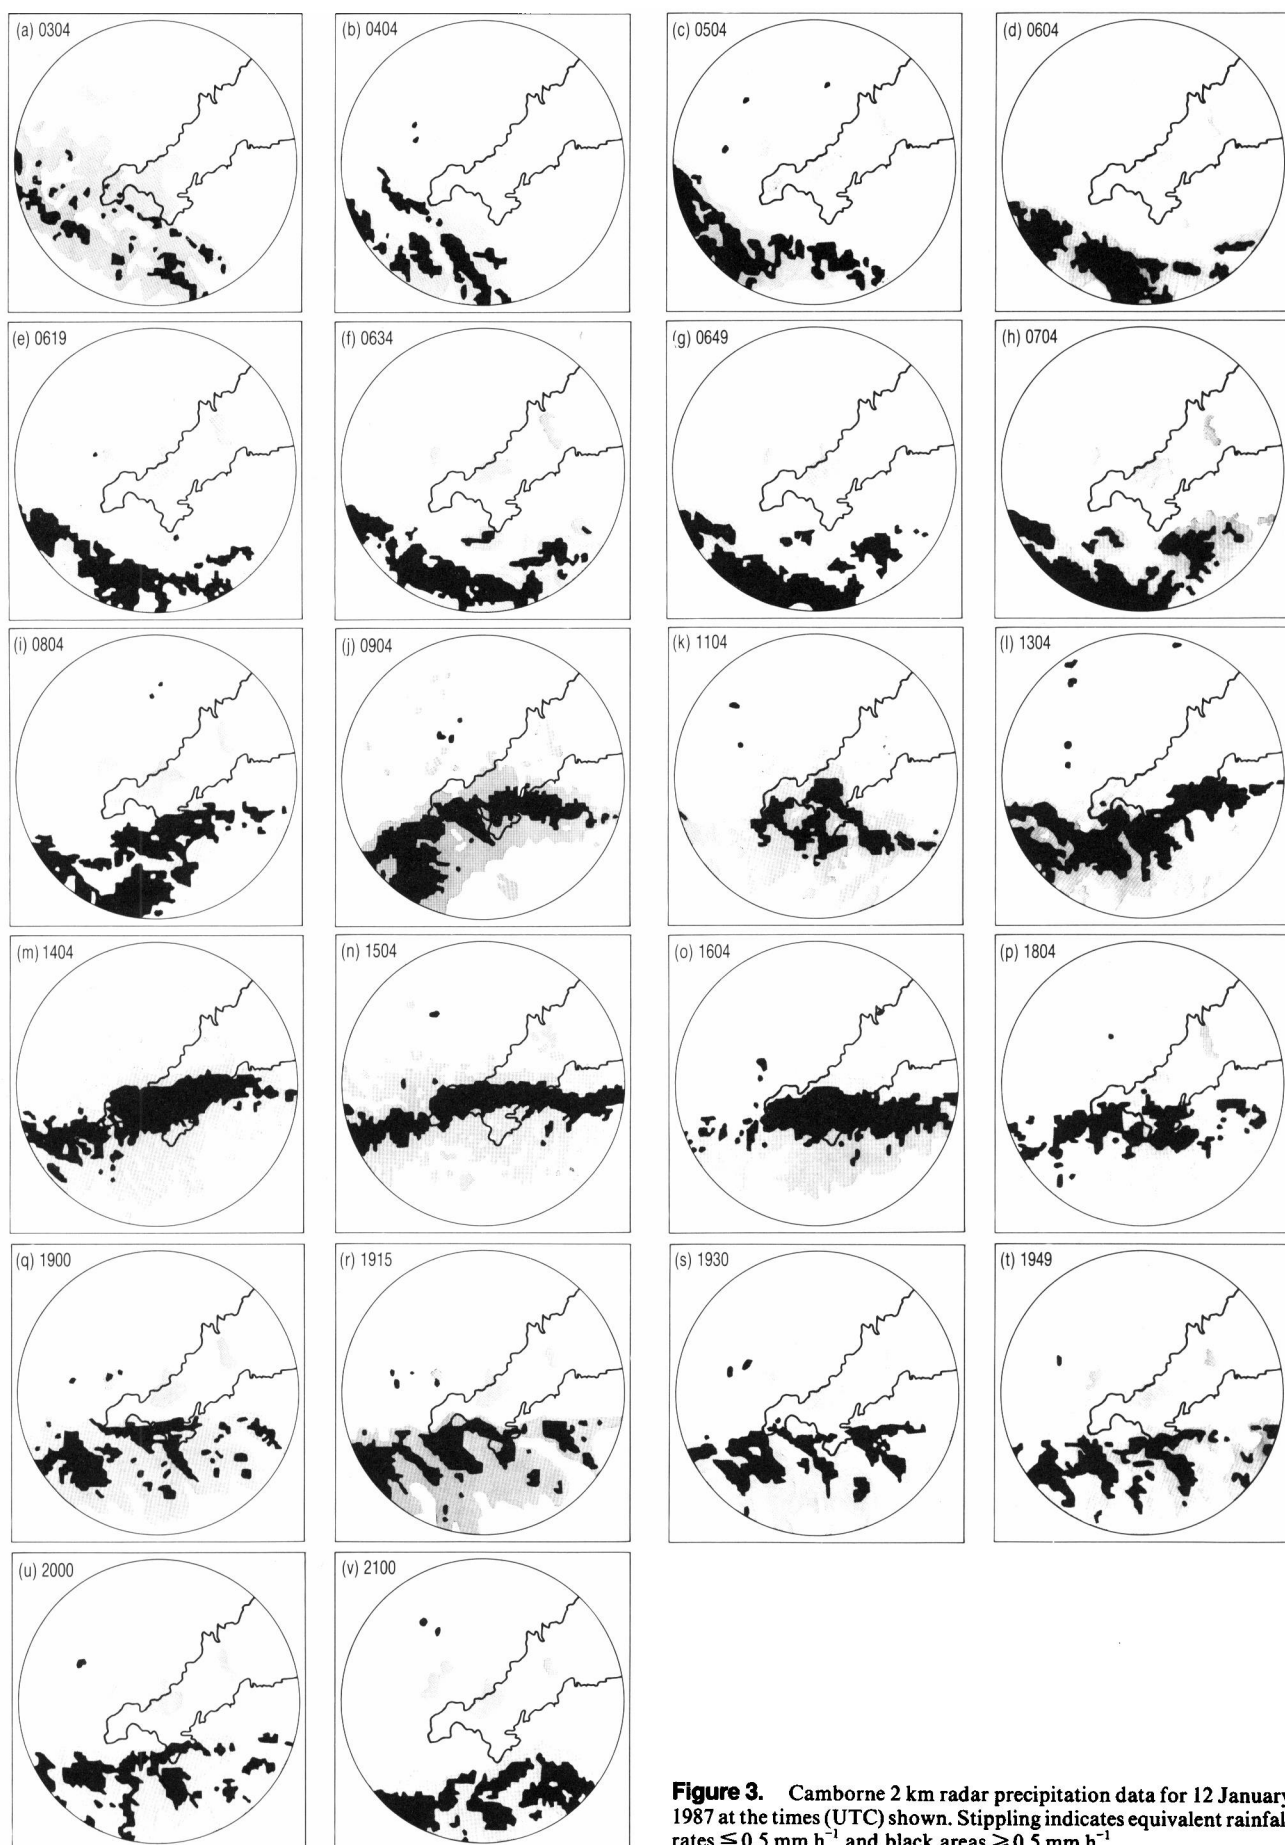 (a) 0304
(b) 0404
(c) 0504
(d) 0604
(e) 0619
(f) 0634
(g) 0649
(h) 0704
(i) 0804
(j) 0904
(k) 1104
(l) 1304
(m) 1404
(n) 1504
(o) 1604
(p) 1804
(q) 1900
(r) 1915
(s) 1930
(t) 1949
(u) 2000
(v) 2100
Figure 3. Camborne 2 km radar precipitation data for 12 January
1987 at the times (UTC) shown. Stippling indicates equivalent rainfal
rates ≦ 0.5 mm h⁻¹ and black areas ≧ 0.5 mm h⁻¹